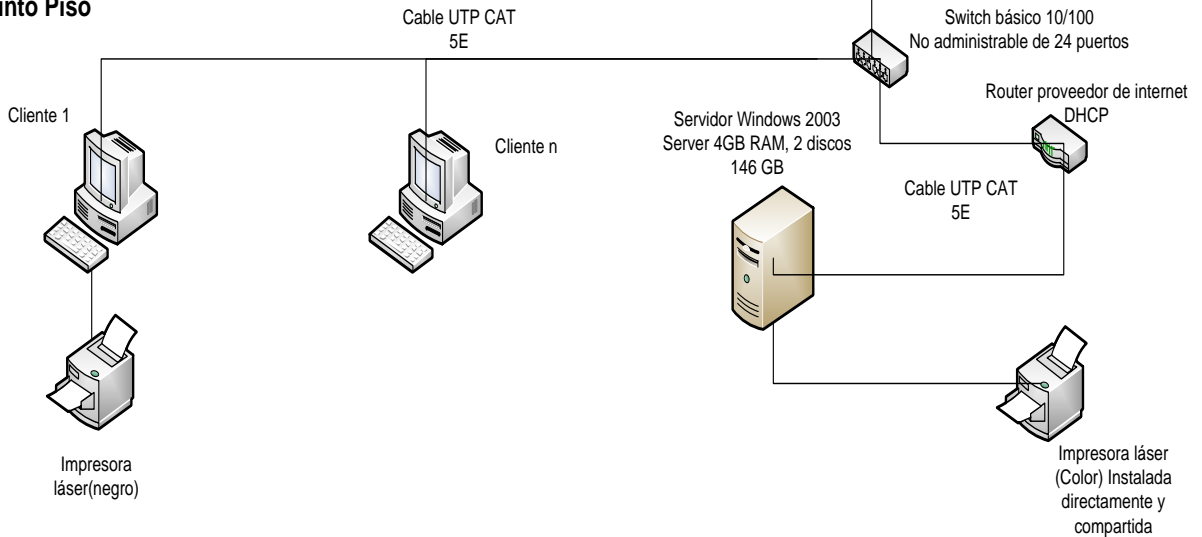 into Piso
Cable UTP CAT
5E
Switch básico 10/100
No administrable de 24 puertos
Router proveedor de internet
DHCP
Cliente 1
Cliente n
Servidor Windows 2003
Server 4GB RAM, 2 discos
146 GB
Cable UTP CAT
5E
Impresora
láser(negro)
Impresora láser
(Color) Instalada
directamente y
compartida